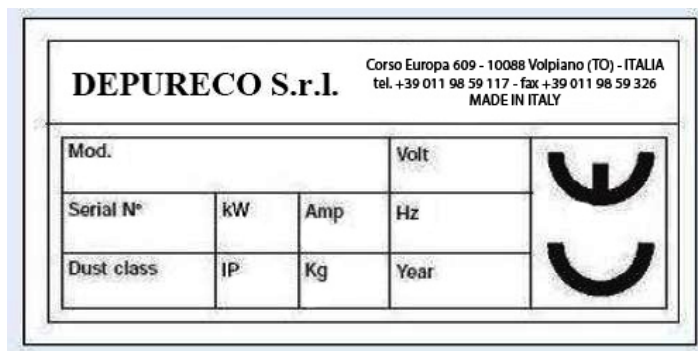 DEPURECO S.r.l.
Corso Europa 609 - 10088 Volpiano (TO) - ITALIA
tel. +39 011 98 59 117 - fax +39 011 98 59 326
MADE IN ITALY
Mod.
Volt
Serial N°
kW
Amp
Hz
Dust class
IP
Kg
Year
CE